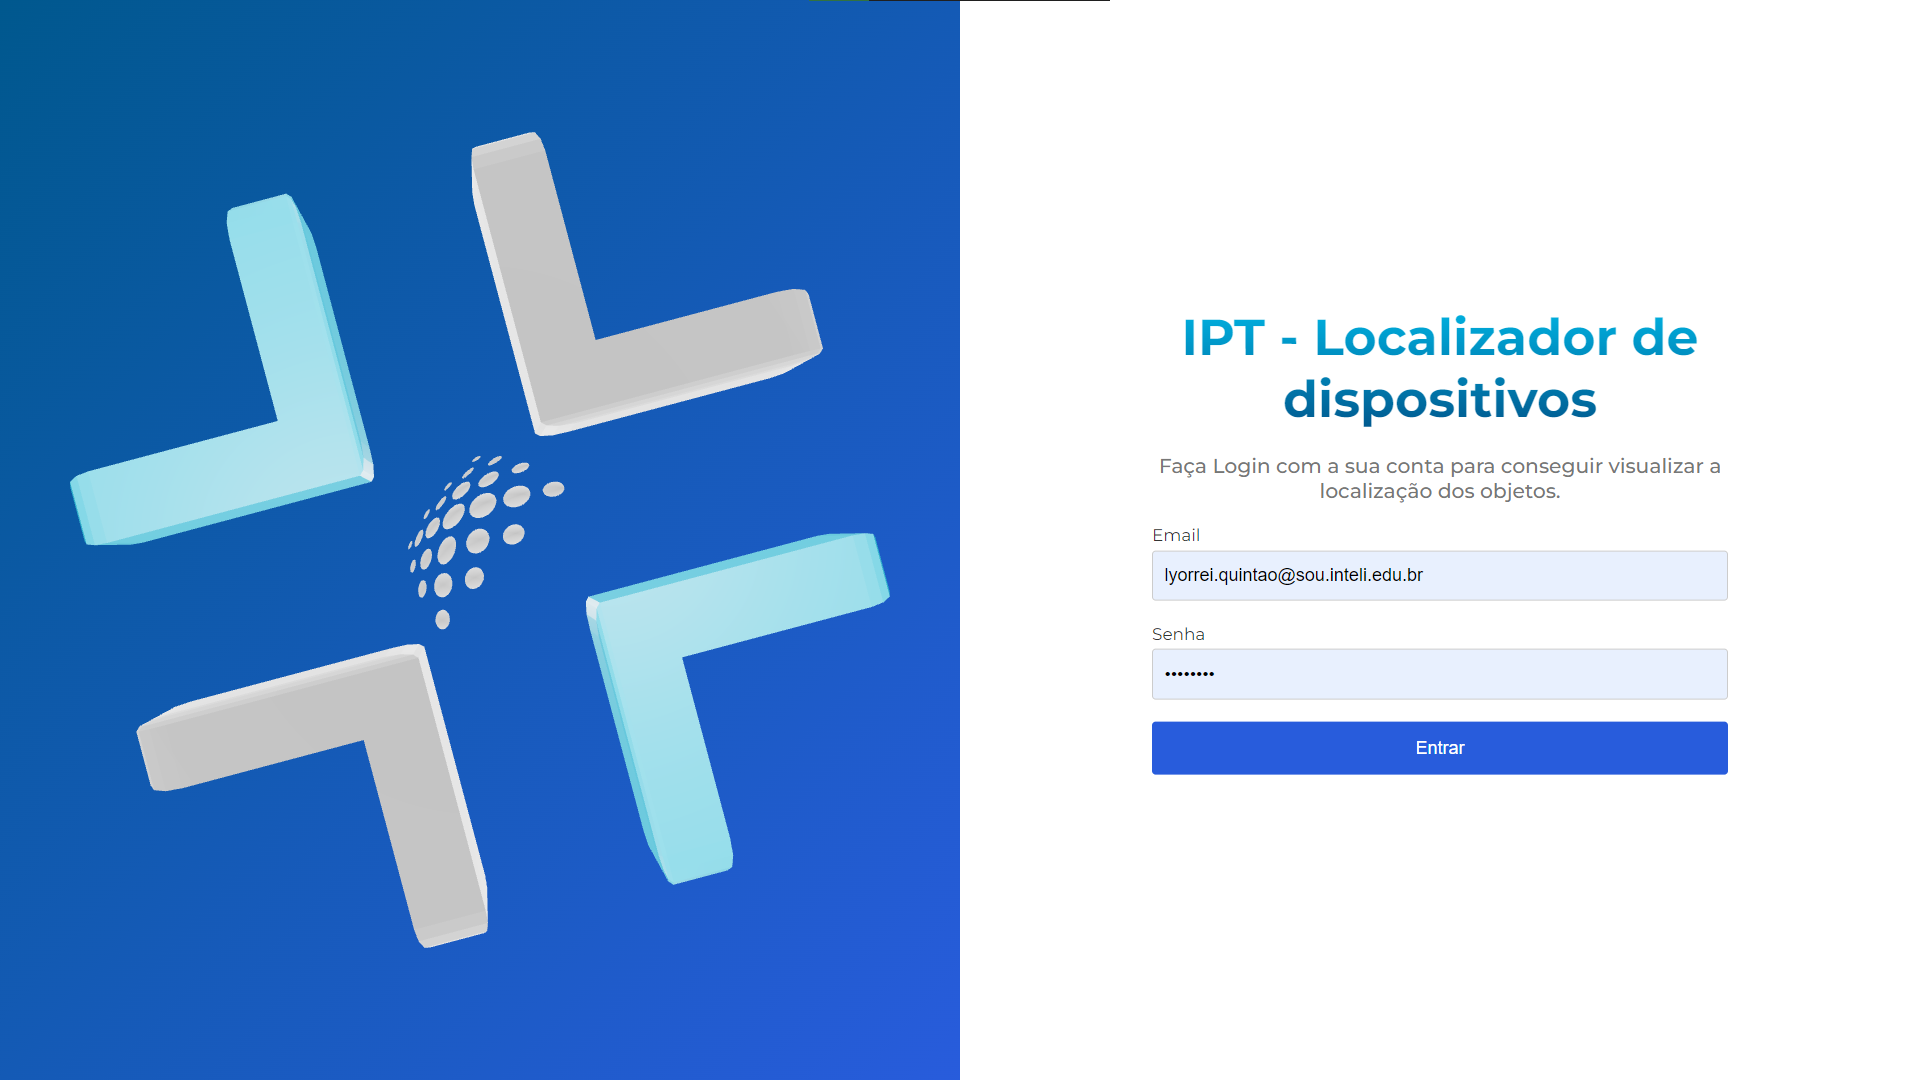 IPT - Localizador de
dispositivos
Faça Login com a sua conta para conseguir visualizar a
localização dos objetos.
Email
lyorrei.quintao@sou.inteli.edu.br
Senha
••••••••
Entrar